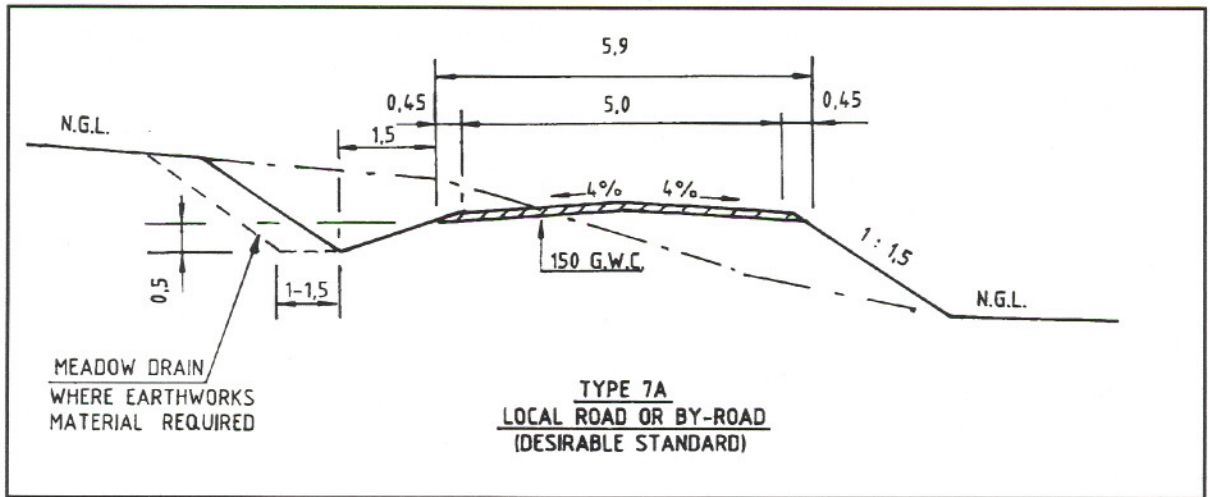 5,9
0,45
5,0
0,45
N.G.L.
1,5
4%
4%
1 : 1,5
150 G.W.C.
0,5
1-1,5
N.G.L.
MEADOW DRAIN
WHERE EARTHWORKS
MATERIAL REQUIRED
TYPE 7A
LOCAL ROAD OR BY-ROAD
(DESIRABLE STANDARD)